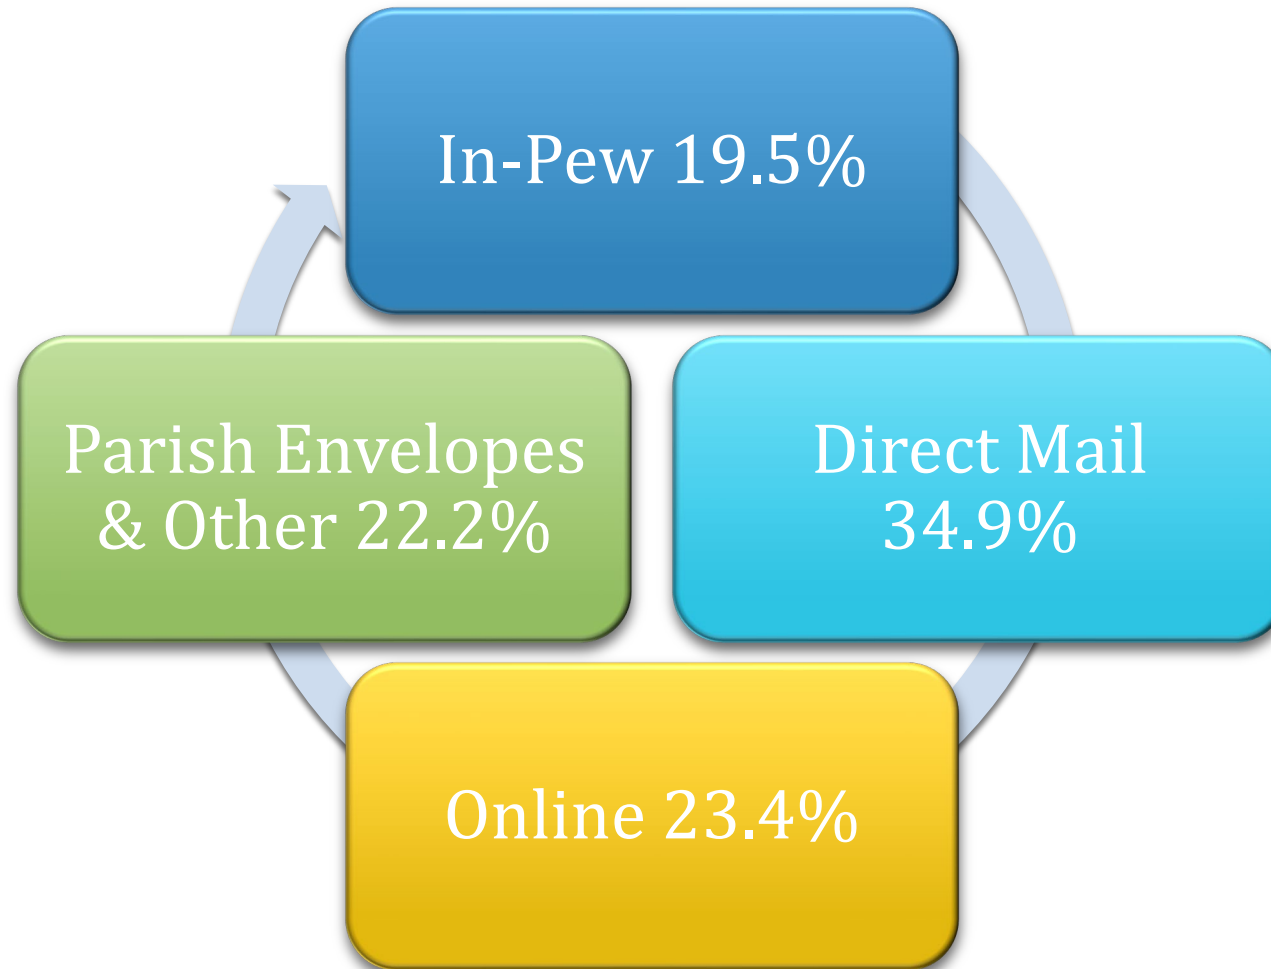 In-Pew 19.5%
Parish Envelopes
& Other 22.2%
Direct Mail
34.9%
Online 23.4%